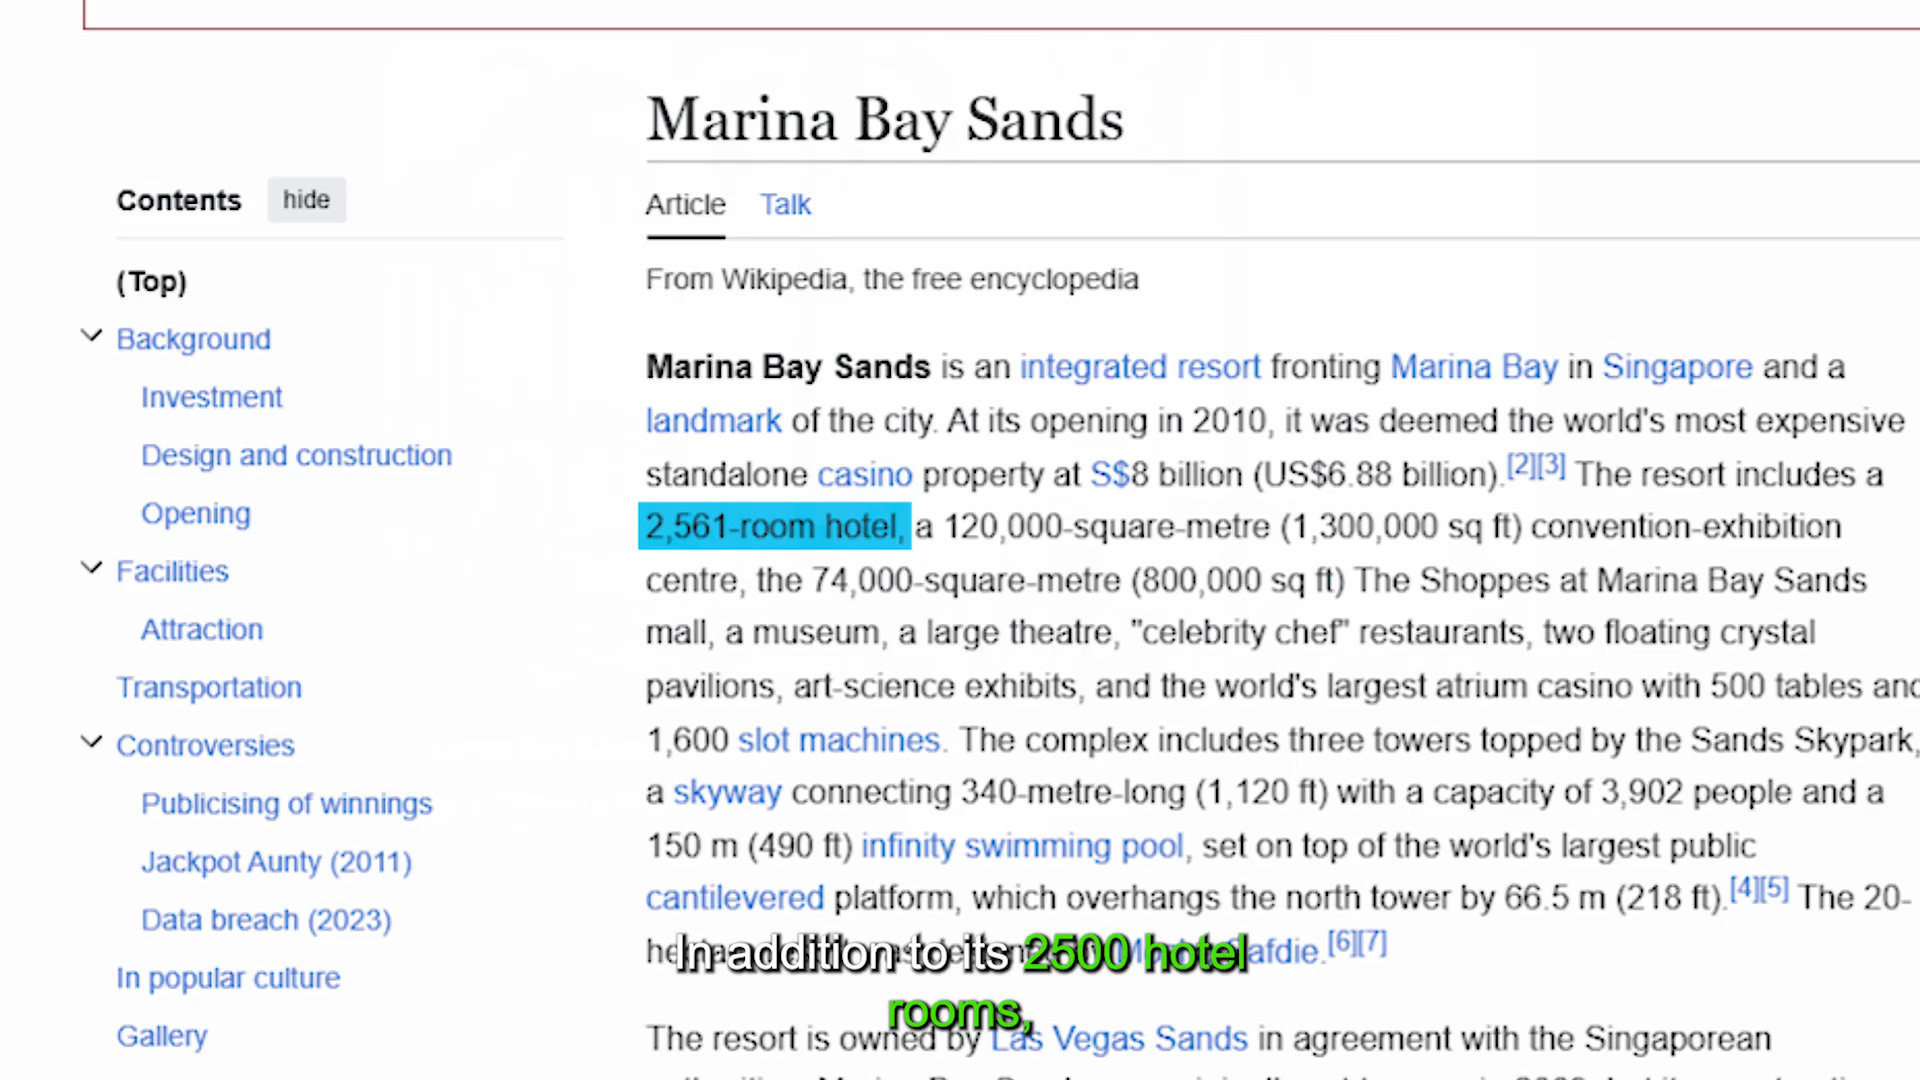 Marina Bay Sands
Contents hide
Article Talk
(Top)
From Wikipedia, the free encyclopedia
Background
Investment
Design and construction
Opening
Facilities
Attraction
Transportation
Controversies
Publicising of winnings
Jackpot Aunty (2011)
Data breach (2023)
In popular culture
Gallery
Marina Bay Sands is an integrated resort fronting Marina Bay in Singapore and a
landmark of the city. At its opening in 2010, it was deemed the world's most expensive
standalone casino property at S$8 billion (US$6.88 billion).[2][3] The resort includes a
2,561-room hotel, a 120,000-square-metre (1,300,000 sq ft) convention-exhibition
centre, the 74,000-square-metre (800,000 sq ft) The Shoppes at Marina Bay Sands
mall, a museum, a large theatre, "celebrity chef" restaurants, two floating crystal
pavilions, art-science exhibits, and the world's largest atrium casino with 500 tables and
1,600 slot machines. The complex includes three towers topped by the Sands Skypark,
a skyway connecting 340-metre-long (1,120 ft) with a capacity of 3,902 people and a
150 m (490 ft) infinity swimming pool, set on top of the world's largest public
cantilevered platform, which overhangs the north tower by 66.5 m (218 ft).[4][5] The 20-
Safdie.[6][7]
In addition to its 2500 hotel
rooms,
The resort is owned by Las Vegas Sands in agreement with the Singaporean